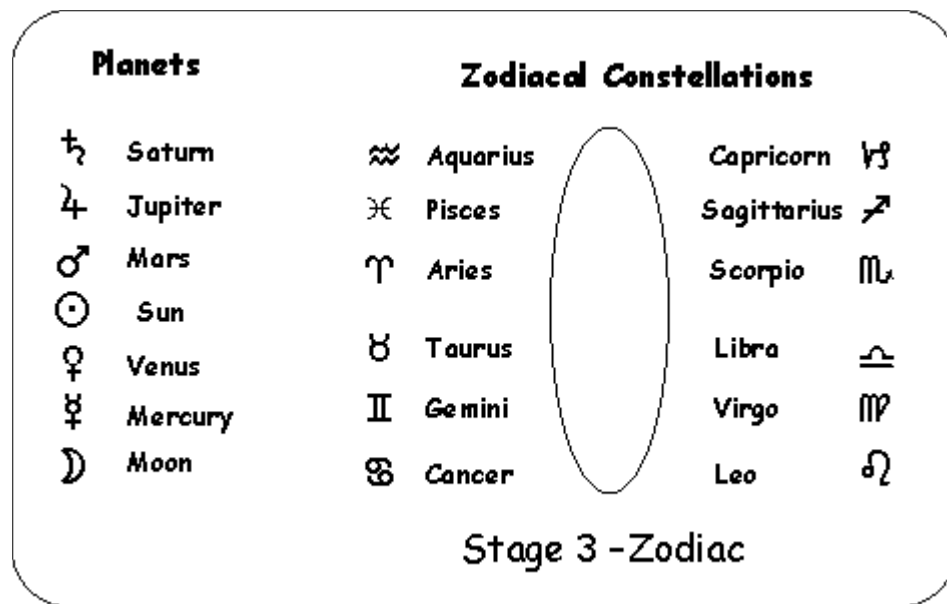 Planets
Zodiacal Constellations
♄ Saturn
♃ Jupiter
♂ Mars
☉ Sun
♀ Venus
☿ Mercury
☽ Moon
♒ Aquarius
♓ Pisces
♈ Aries
♉ Taurus
♊ Gemini
♋ Cancer
Capricorn ♑
Sagittarius ♐
Scorpio ♏
Libra ♎
Virgo ♍
Leo ♌
Stage 3 -Zodiac